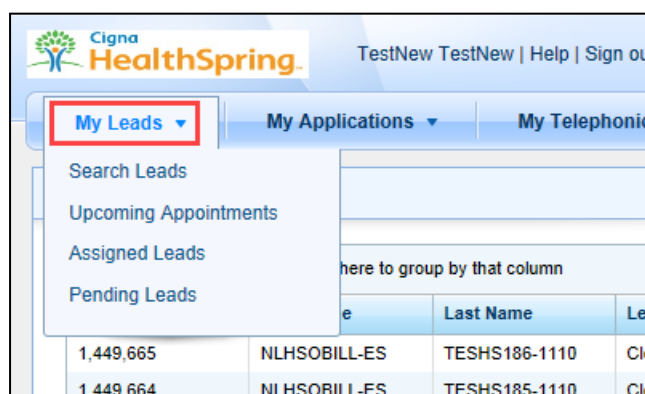 Cigna
HealthSpring.
TestNew TestNew | Help | Sign
My Leads
My Applications
My
Search Leads
Upcoming Appointments
Assigned Leads
Pending Leads
here to group by that column
Last Name
1,449,665 NLHSOBILL-ES TESHS186-1110
1,449,664 NLHSOBILL-ES TESHS185-1110